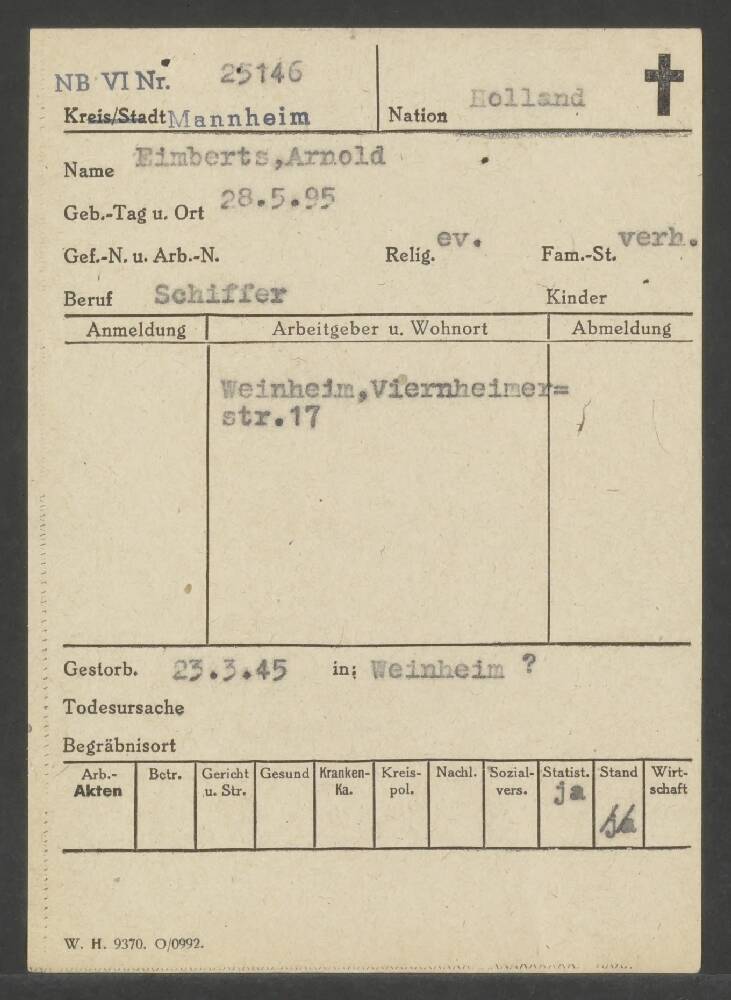 NB VI Nr. 25146
Kreis/Stadt Mannheim Nation Holland
Name Eimberts,Arnold
Geb.-Tag u. Ort 28.5.95
Gef.-N. u. Arb.-N. Relig. ev. Fam.-St. verh.
Beruf Schiffer Kinder
Anmeldung Arbeitgeber u. Wohnort Abmeldung
Weinheim,Viernheimer=
str.17
Gestorb. 23.3.45 in: Weinheim ?
Todesursache
Begräbnisort
Arb.- Betr. Gericht Gesund Kranken- Kreis- Nachl. Sozial- Statist. Stand Wirt-
Akten u. Str. Ka. pol. vers. ja schaft
W. H. 9370. O/0992.